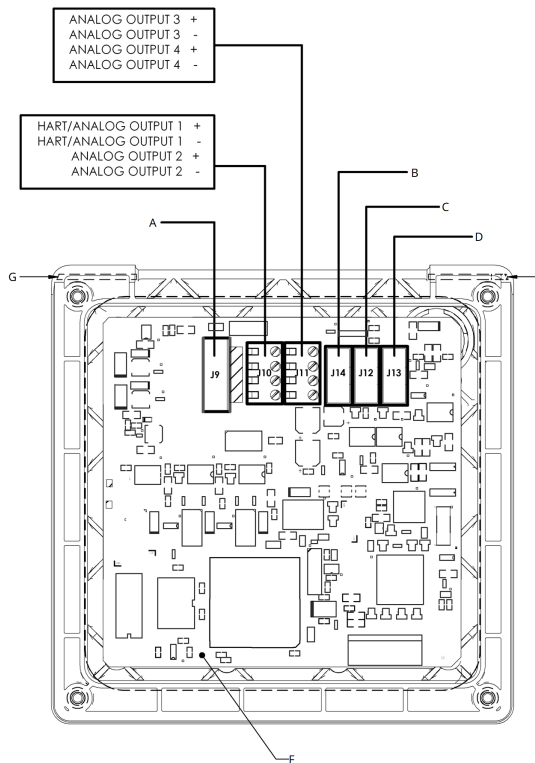 ANALOG OUTPUT 3 +
ANALOG OUTPUT 3 -
ANALOG OUTPUT 4 +
ANALOG OUTPUT 4 -
HART/ANALOG OUTPUT 1 +
HART/ANALOG OUTPUT 1 -
ANALOG OUTPUT 2 +
ANALOG OUTPUT 2 -
B
C
A
D
G
J9
J10
J11
J14
J12
J13
F